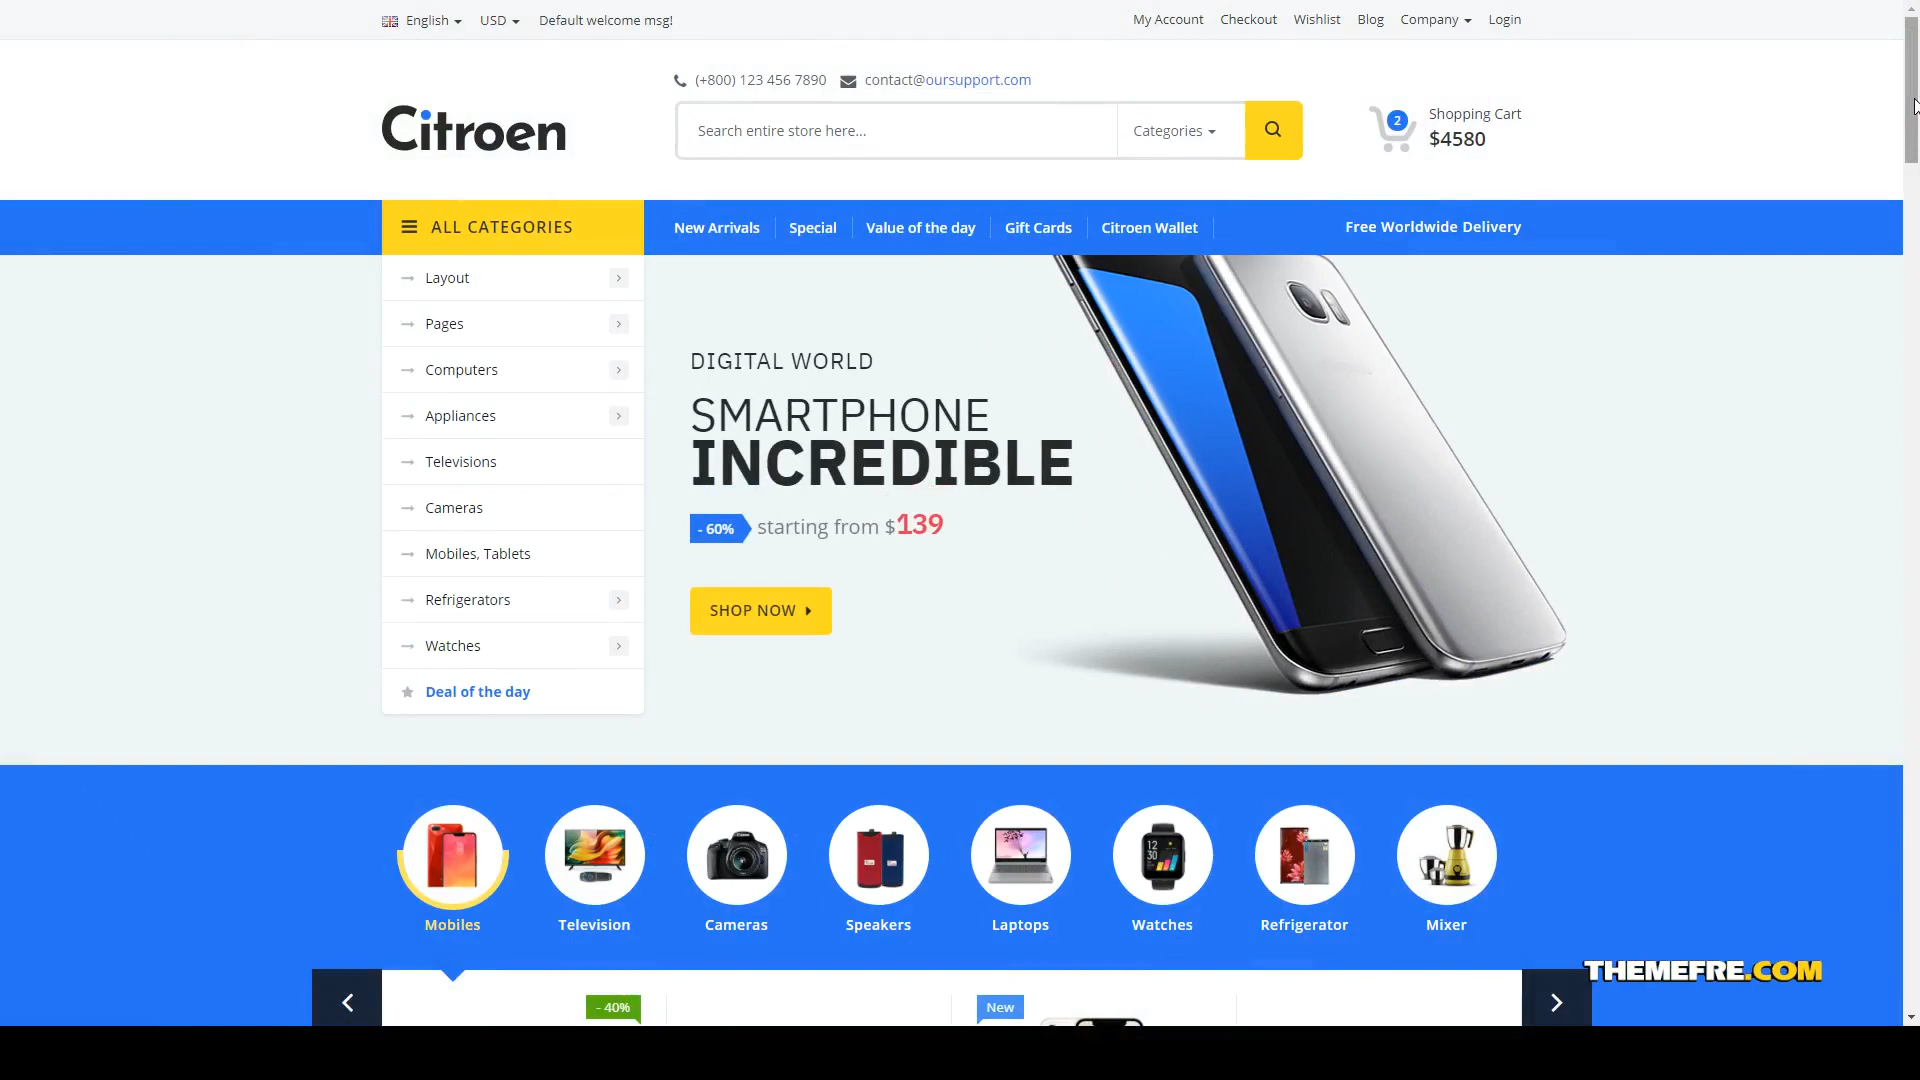 English USD Default welcome msg!
My Account Checkout Wishlist Blog Company Login
(+800) 123 456 7890 contact@oursupport.com
Citroen
Search entire store here... Categories
2
Shopping Cart
$4580
ALL CATEGORIES
New Arrivals Special Value of the day Gift Cards Citroen Wallet Free Worldwide Delivery
Layout
Pages
Computers
Appliances
Televisions
Cameras
Mobiles, Tablets
Refrigerators
Watches
Deal of the day
DIGITAL WORLD
SMARTPHONE
INCREDIBLE
- 60% starting from $139
SHOP NOW
Mobiles Television Cameras Speakers Laptops Watches Refrigerator Mixer
THEMEFRE.COM
- 40% New